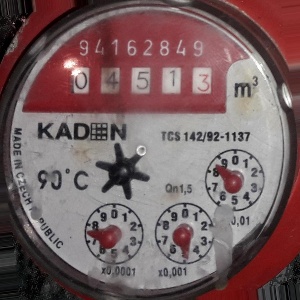 94162849
04513 m³
KADEN
TCS 142/92-1137
90°C
Qn1,5
MADE IN CZECH REPUBLIC
x0,0001
x0,001
0,01